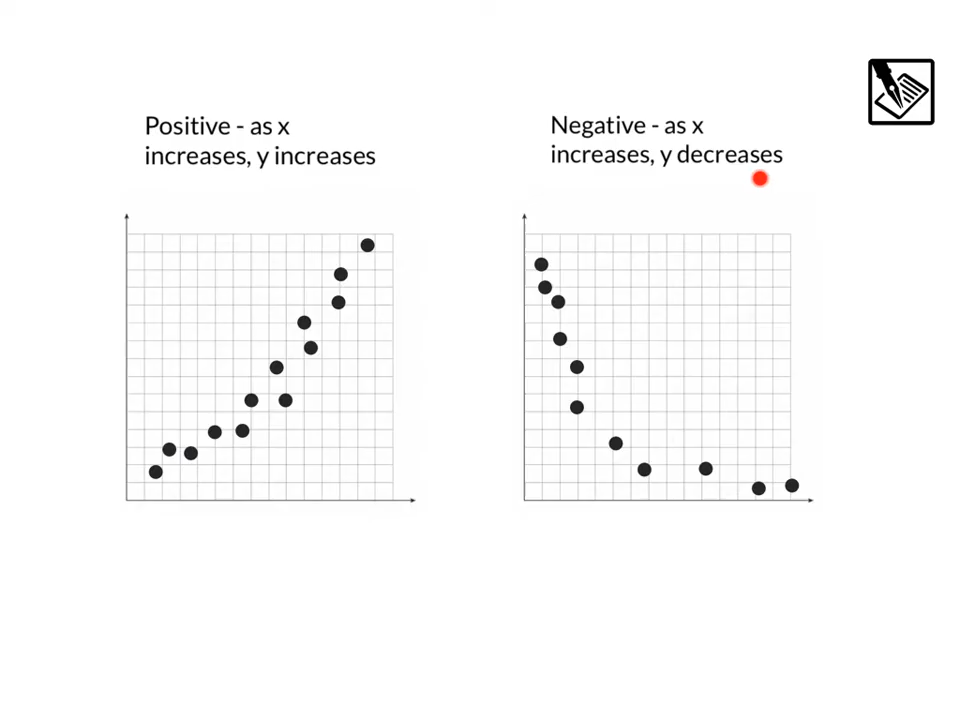 Positive - as x
increases, y increases
Negative - as x
increases, y decreases